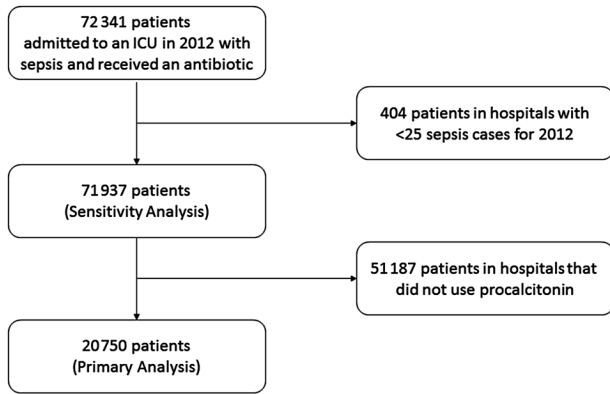 72 341 patients
admitted to an ICU in 2012 with
sepsis and received an antibiotic
404 patients in hospitals with
<25 sepsis cases for 2012
71 937 patients
(Sensitivity Analysis)
51 187 patients in hospitals that
did not use procalcitonin
20 750 patients
(Primary Analysis)